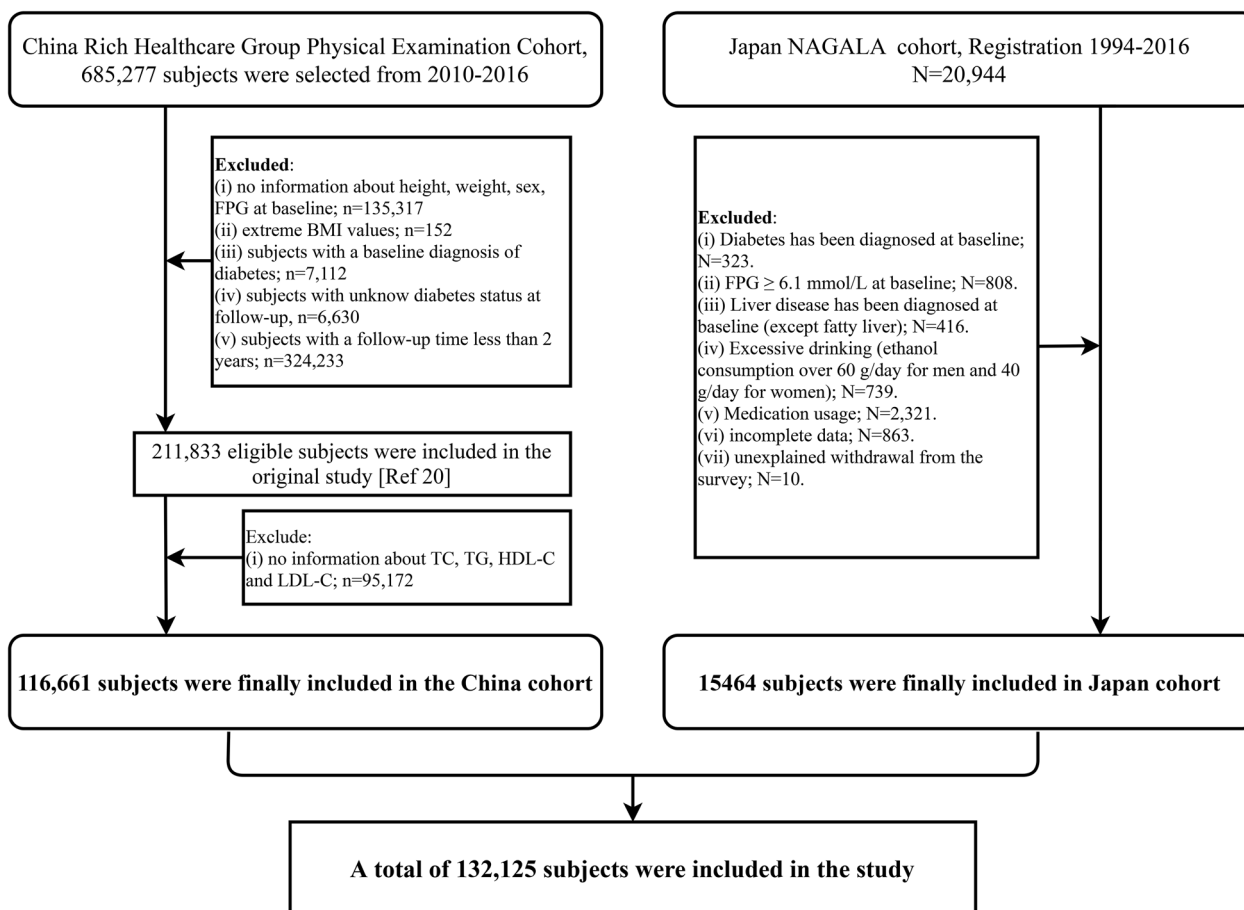 China Rich Healthcare Group Physical Examination Cohort,
685,277 subjects were selected from 2010-2016
Excluded:
(i) no information about height, weight, sex,
FPG at baseline; n=135,317
(ii) extreme BMI values; n=152
(iii) subjects with a baseline diagnosis of
diabetes; n=7,112
(iv) subjects with unknow diabetes status at
follow-up, n=6,630
(v) subjects with a follow-up time less than 2
years; n=324,233
211,833 eligible subjects were included in the
original study [Ref 20]
Exclude:
(i) no information about TC, TG, HDL-C
and LDL-C; n=95,172
116,661 subjects were finally included in the China cohort
Japan NAGALA cohort, Registration 1994-2016
N=20,944
Excluded:
(i) Diabetes has been diagnosed at baseline;
N=323.
(ii) FPG ≥ 6.1 mmol/L at baseline; N=808.
(iii) Liver disease has been diagnosed at
baseline (except fatty liver); N=416.
(iv) Excessive drinking (ethanol
consumption over 60 g/day for men and 40
g/day for women); N=739.
(v) Medication usage; N=2,321.
(vi) incomplete data; N=863.
(vii) unexplained withdrawal from the
survey; N=10.
15464 subjects were finally included in Japan cohort
A total of 132,125 subjects were included in the study